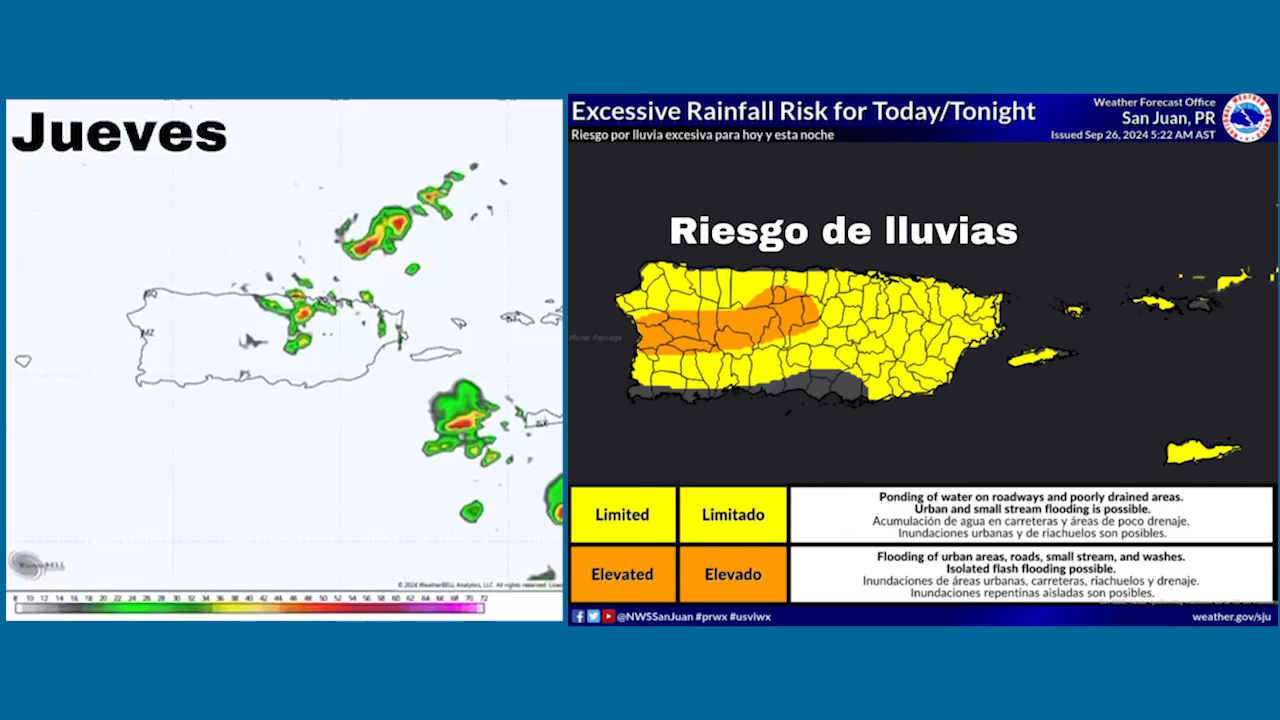 Jueves
MZ
PS
WeatherBELL
© 2024 WeatherBELL Analytics, LLC. All rights reserved.
8 10 12 14 16 18 20 22 24 26 28 30 32 34 36 38 40 42 44 46 48 50 52 54 56 58 60 62 64 66 68 70 72
Excessive Rainfall Risk for Today/Tonight
Riesgo por lluvia excesiva para hoy y esta noche
Weather Forecast Office
San Juan, PR
Issued Sep 26, 2024 5:22 AM AST
Riesgo de lluvias
Mona Passage
Limited
Limitado
Ponding of water on roadways and poorly drained areas.
Urban and small stream flooding is possible.
Acumulación de agua en carreteras y áreas de poco drenaje.
Inundaciones urbanas y de riachuelos son posibles.
Elevated
Elevado
Flooding of urban areas, roads, small stream, and washes.
Isolated flash flooding possible.
Inundaciones de áreas urbanas, carreteras, riachuelos y drenaje.
Inundaciones repentinas aisladas son posibles.
@NWSSanJuan #prwx #usviwx
weather.gov/sju